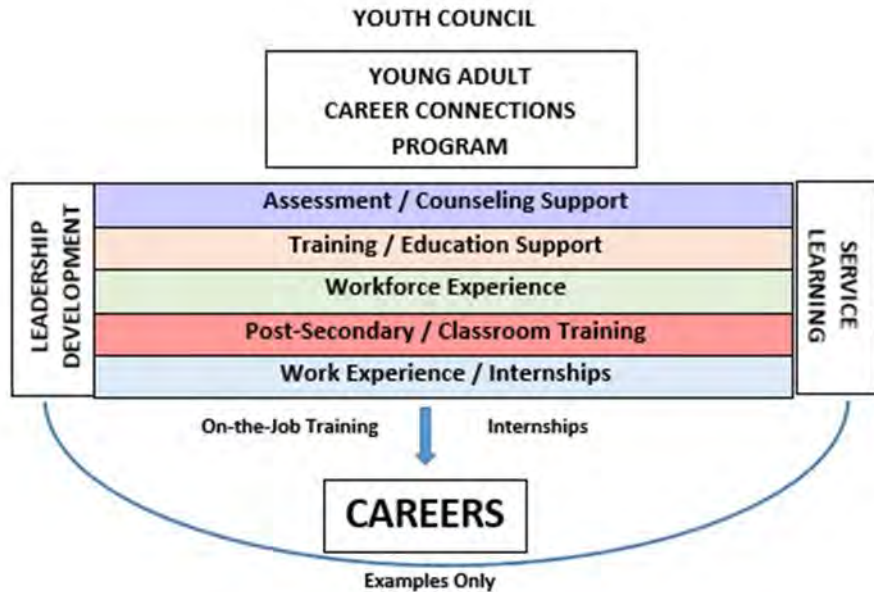 YOUTH COUNCIL
YOUNG ADULT
CAREER CONNECTIONS
PROGRAM
LEADERSHIP
DEVELOPMENT
Assessment / Counseling Support
Training / Education Support
Workforce Experience
Post-Secondary / Classroom Training
Work Experience / Internships
SERVICE
LEARNING
On-the-Job Training
Internships
CAREERS
Examples Only